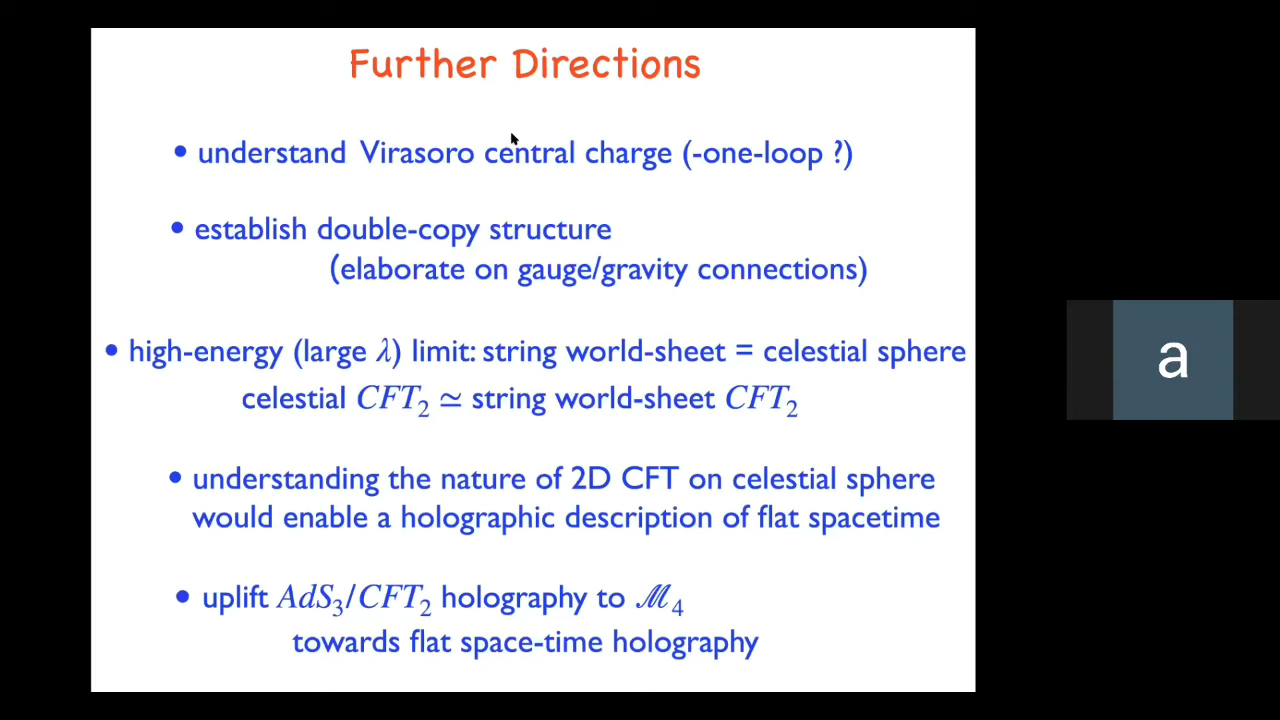 Further Directions
• understand Virasoro central charge (-one-loop ?)
• establish double-copy structure
(elaborate on gauge/gravity connections)
• high-energy (large λ) limit: string world-sheet = celestial sphere
celestial CFT₂ ≃ string world-sheet CFT₂
• understanding the nature of 2D CFT on celestial sphere
would enable a holographic description of flat spacetime
• uplift AdS₃/CFT₂ holography to ℳ₄
towards flat space-time holography
a